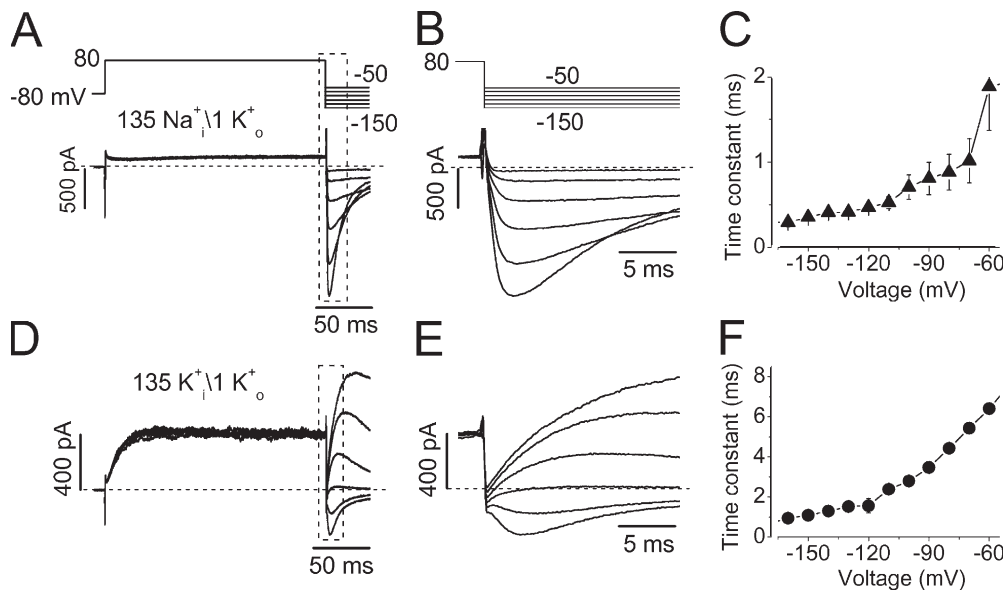 A
80
-80 mV
-50
-150
135 Na⁺ᵢ\1 K⁺ₒ
500 pA
50 ms
B
80
-50
-150
500 pA
5 ms
C
Time constant (ms)
2
1
0
-150 -120 -90 -60
Voltage (mV)
D
135 K⁺ᵢ\1 K⁺ₒ
400 pA
50 ms
E
400 pA
5 ms
F
Time constant (ms)
8
6
4
2
0
-150 -120 -90 -60
Voltage (mV)